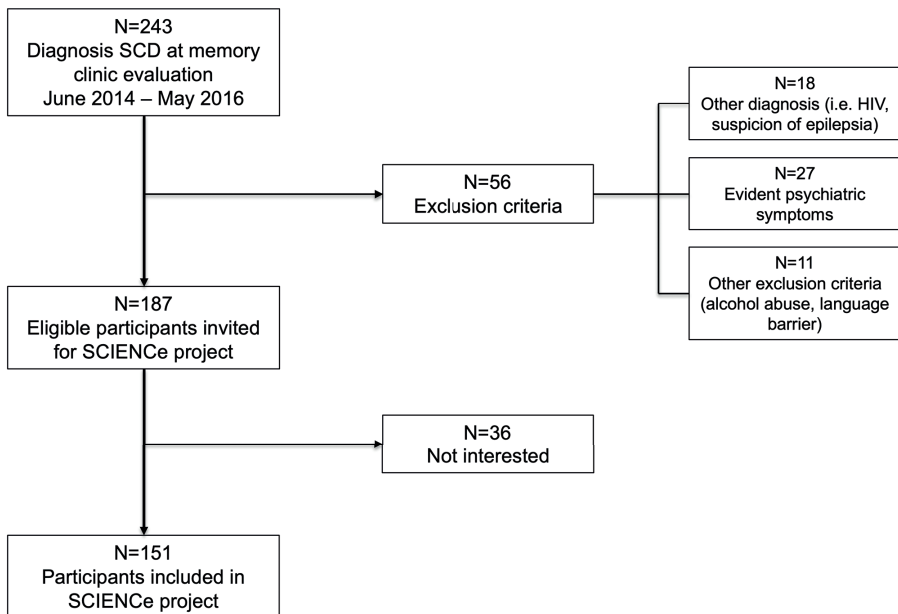 N=243
Diagnosis SCD at memory
clinic evaluation
June 2014 – May 2016
N=18
Other diagnosis (i.e. HIV,
suspicion of epilepsia)
N=56
Exclusion criteria
N=27
Evident psychiatric
symptoms
N=11
Other exclusion criteria
(alcohol abuse, language
barrier)
N=187
Eligible participants invited
for SCIENCe project
N=36
Not interested
N=151
Participants included in
SCIENCe project